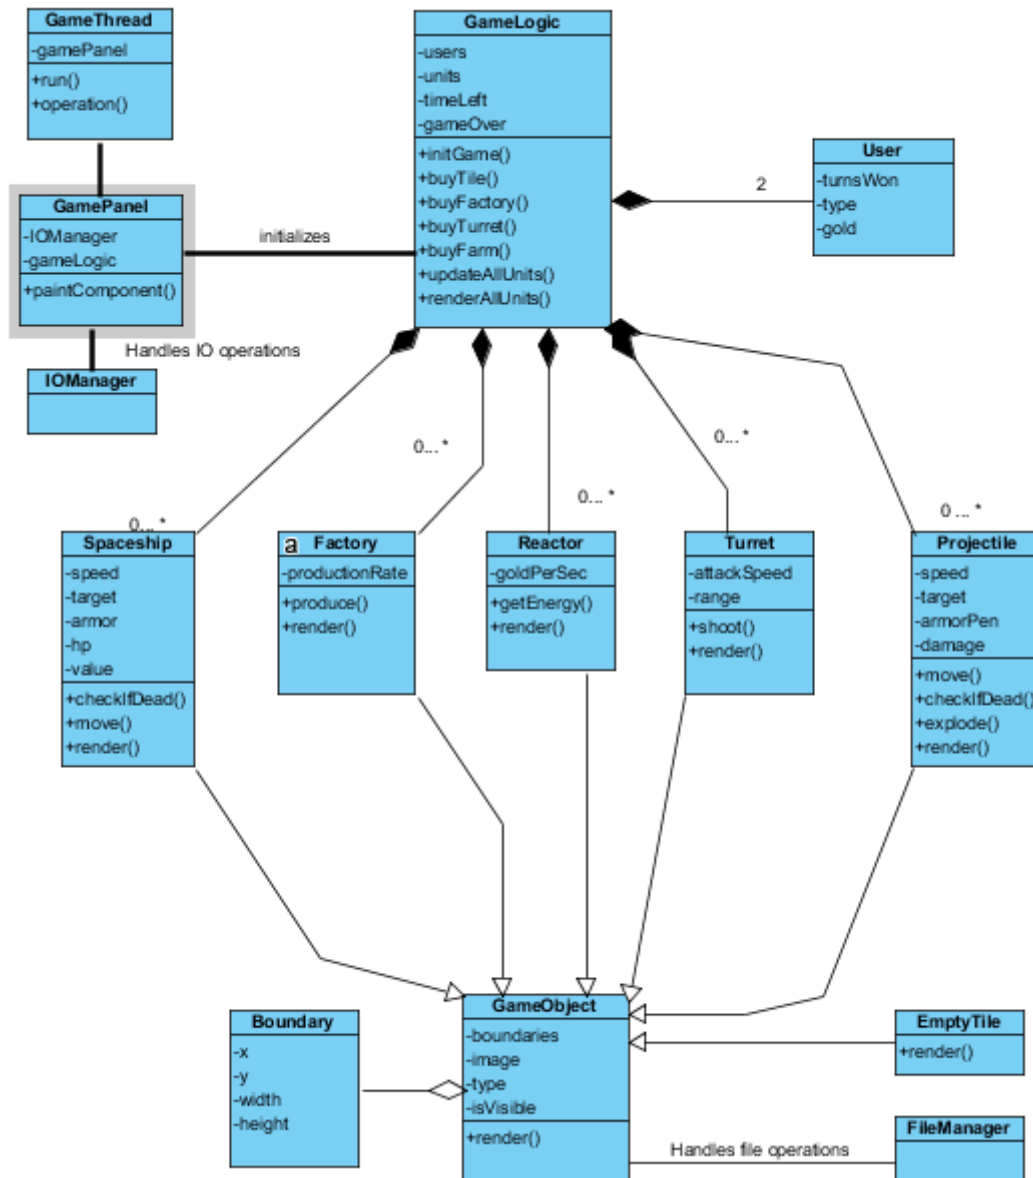 GameThread
-gamePanel
+run()
+operation()
GameLogic
-users
-units
-timeLeft
-gameOver
+initGame()
+buyTile()
+buyFactory()
+buyTurret()
+buyFarm()
+updateAllUnits()
+renderAllUnits()
2
User
-turnsWon
-type
-gold
GamePanel
-IOManager
-gameLogic
+paintComponent()
initializes
Handles IO operations
IOManager
0... *
0... *
0... *
0... *
0 ... *
Spaceship
-speed
-target
-armor
-hp
-value
+checkIfDead()
+move()
+render()
a
Factory
-productionRate
+produce()
+render()
Reactor
-goldPerSec
+getEnergy()
+render()
Turret
-attackSpeed
-range
+shoot()
+render()
Projectile
-speed
-target
-armorPen
-damage
+move()
+checkIfDead()
+explode()
+render()
Boundary
-x
-y
-width
-height
GameObject
-boundaries
-image
-type
-isVisible
+render()
EmptyTile
+render()
Handles file operations
FileManager